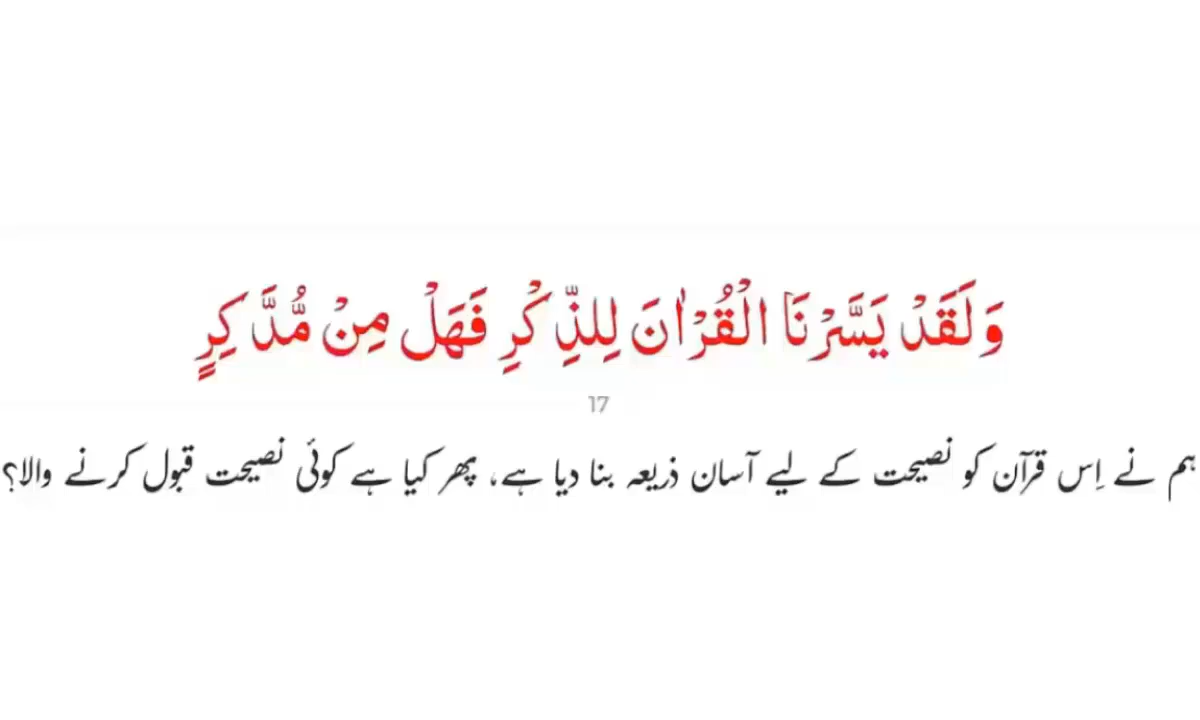 وَلَقَدْ يَسَّرْنَا الْقُرْاٰنَ لِلذِّكْرِ فَهَلْ مِنْ مُّدَّكِرٍ
17
ہم نے اِس قرآن کو نصیحت کے لیے آسان ذریعہ بنا دیا ہے، پھر کیا ہے کوئی نصیحت قبول کرنے والا؟